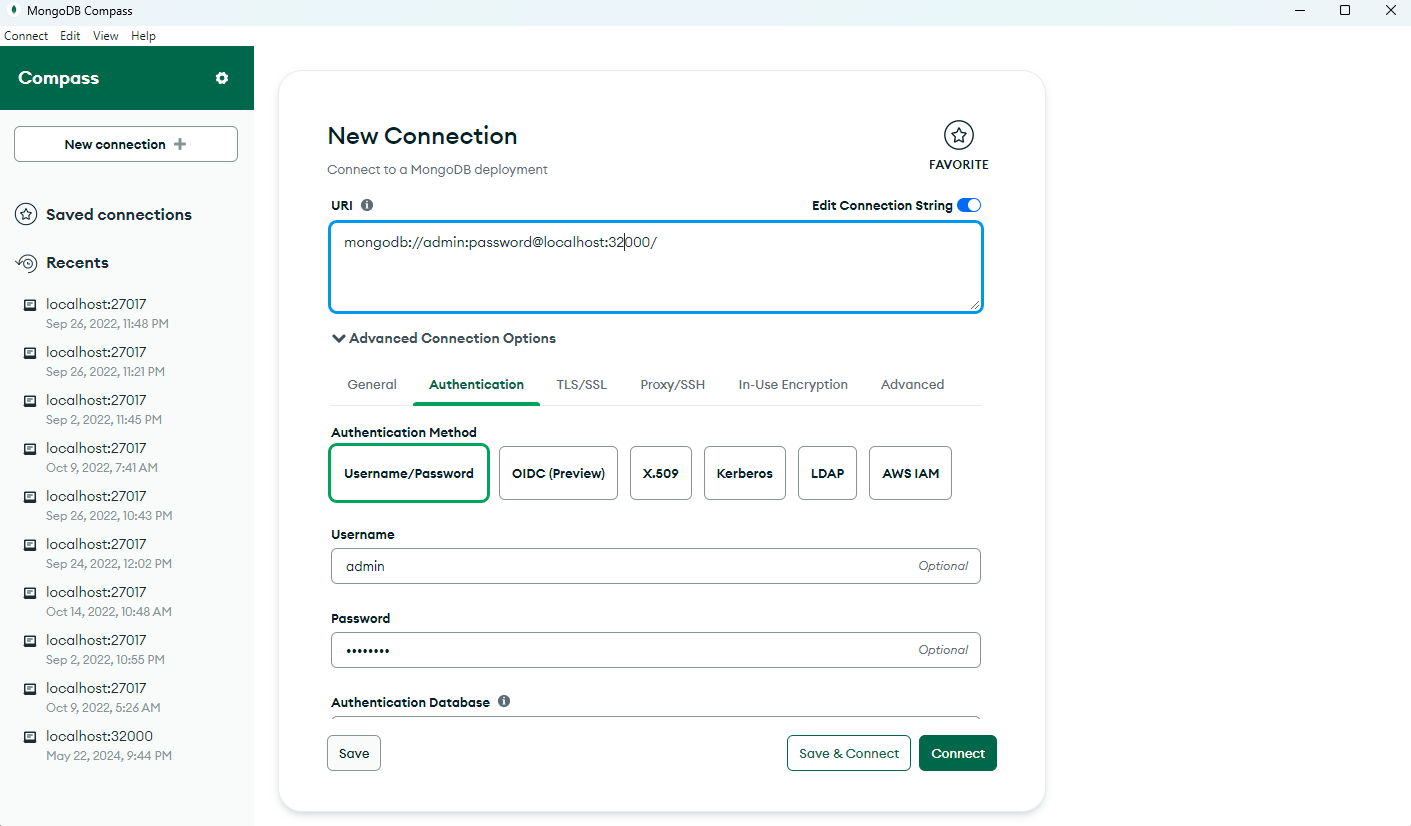 MongoDB Compass
Connect Edit View Help
Compass
New connection
Saved connections
Recents
localhost:27017
Sep 26, 2022, 11:48 PM
localhost:27017
Sep 26, 2022, 11:21 PM
localhost:27017
Sep 2, 2022, 11:45 PM
localhost:27017
Oct 9, 2022, 7:41 AM
localhost:27017
Sep 26, 2022, 10:43 PM
localhost:27017
Sep 24, 2022, 12:02 PM
localhost:27017
Oct 14, 2022, 10:48 AM
localhost:27017
Sep 2, 2022, 10:55 PM
localhost:27017
Oct 9, 2022, 5:26 AM
localhost:32000
May 22, 2024, 9:44 PM
New Connection
Connect to a MongoDB deployment
FAVORITE
URI Edit Connection String
mongodb://admin:password@localhost:32000/
Advanced Connection Options
General Authentication TLS/SSL Proxy/SSH In-Use Encryption Advanced
Authentication Method
Username/Password OIDC (Preview) X.509 Kerberos LDAP AWS IAM
Username
admin Optional
Password
•••••••• Optional
Authentication Database
Save Save & Connect Connect